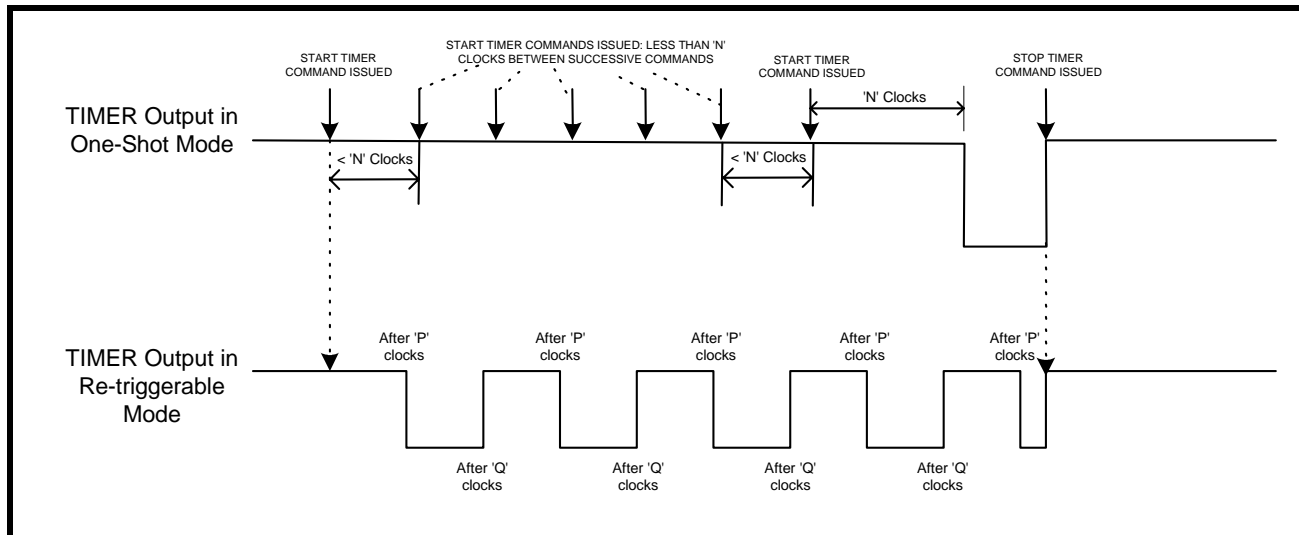 START TIMER
COMMAND ISSUED
START TIMER COMMANDS ISSUED: LESS THAN 'N'
CLOCKS BETWEEN SUCCESSIVE COMMANDS
START TIMER
COMMAND ISSUED
STOP TIMER
COMMAND ISSUED
TIMER Output in
One-Shot Mode
'N' Clocks
< 'N' Clocks
< 'N' Clocks
TIMER Output in
Re-triggerable
Mode
After 'P'
clocks
After 'P'
clocks
After 'P'
clocks
After 'P'
clocks
After 'P'
clocks
After 'Q'
clocks
After 'Q'
clocks
After 'Q'
clocks
After 'Q'
clocks